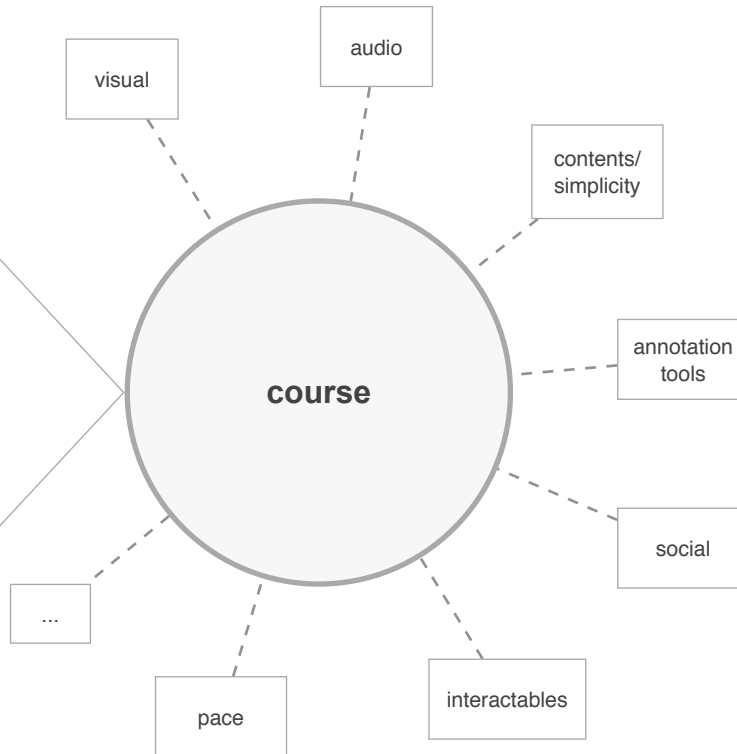 audio
visual
contents/
simplicity
annotation
tools
course
social
...
interactables
pace